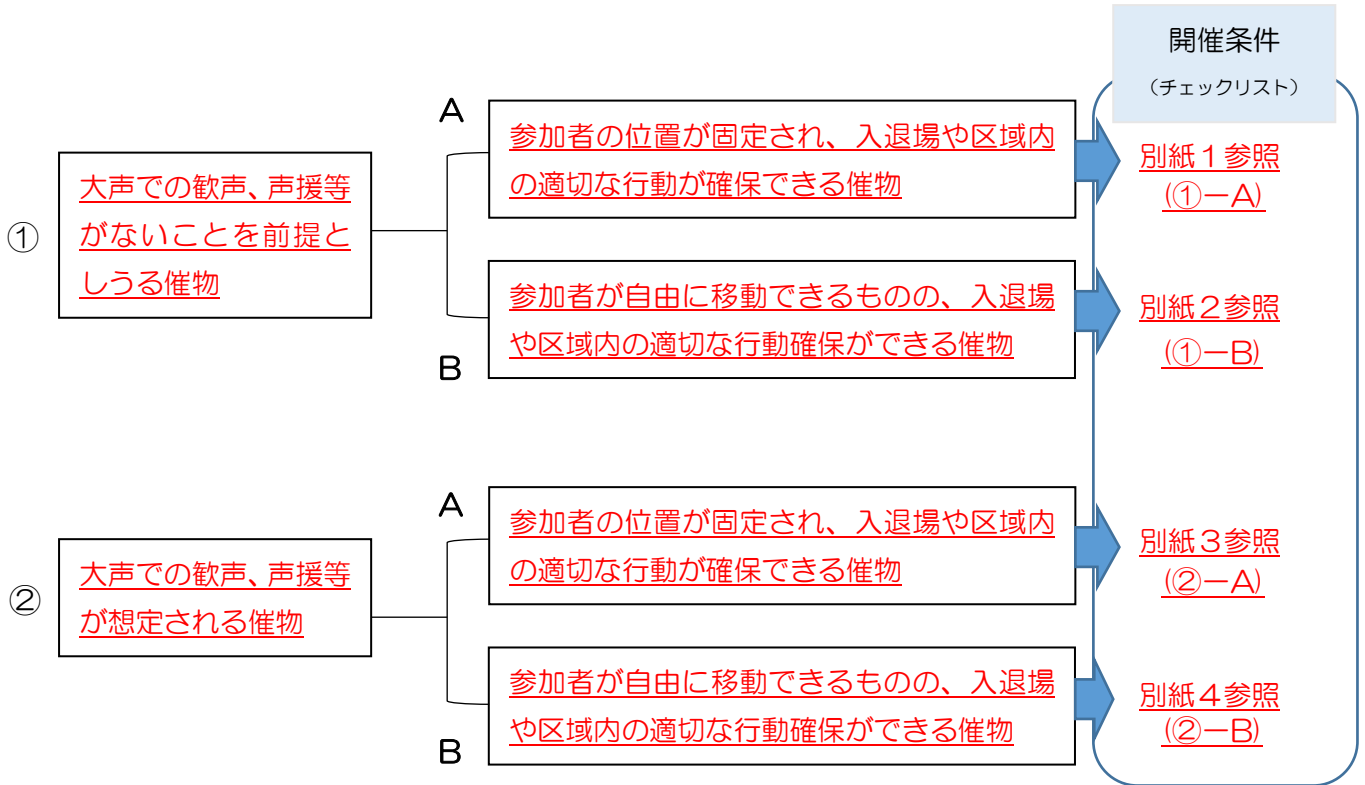 開催条件
（チェックリスト）
①
大声での歓声、声援等
がないことを前提と
しうる催物
A
参加者の位置が固定され、入退場や区域内
の適切な行動が確保できる催物
別紙１参照
(①ーA)
B
参加者が自由に移動できるものの、入退場
や区域内の適切な行動確保ができる催物
別紙２参照
(①ーB)
②
大声での歓声、声援等
が想定される催物
A
参加者の位置が固定され、入退場や区域内
の適切な行動が確保できる催物
別紙３参照
(②ーA)
B
参加者が自由に移動できるものの、入退場
や区域内の適切な行動確保ができる催物
別紙４参照
(②ーB)